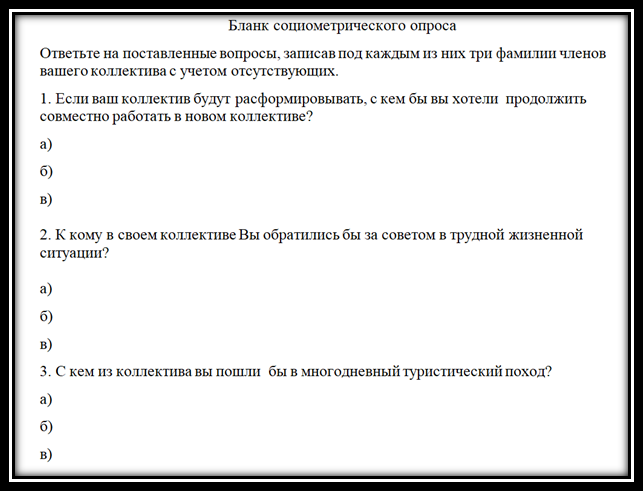 Бланк социометрического опроса
Ответьте на поставленные вопросы, записав под каждым из них три фамилии членов
вашего коллектива с учетом отсутствующих.
1. Если ваш коллектив будут расформировывать, с кем бы вы хотели продолжить
совместно работать в новом коллективе?
а)
б)
в)
2. К кому в своем коллективе Вы обратились бы за советом в трудной жизненной
ситуации?
а)
б)
в)
3. С кем из коллектива вы пошли бы в многодневный туристический поход?
а)
б)
в)